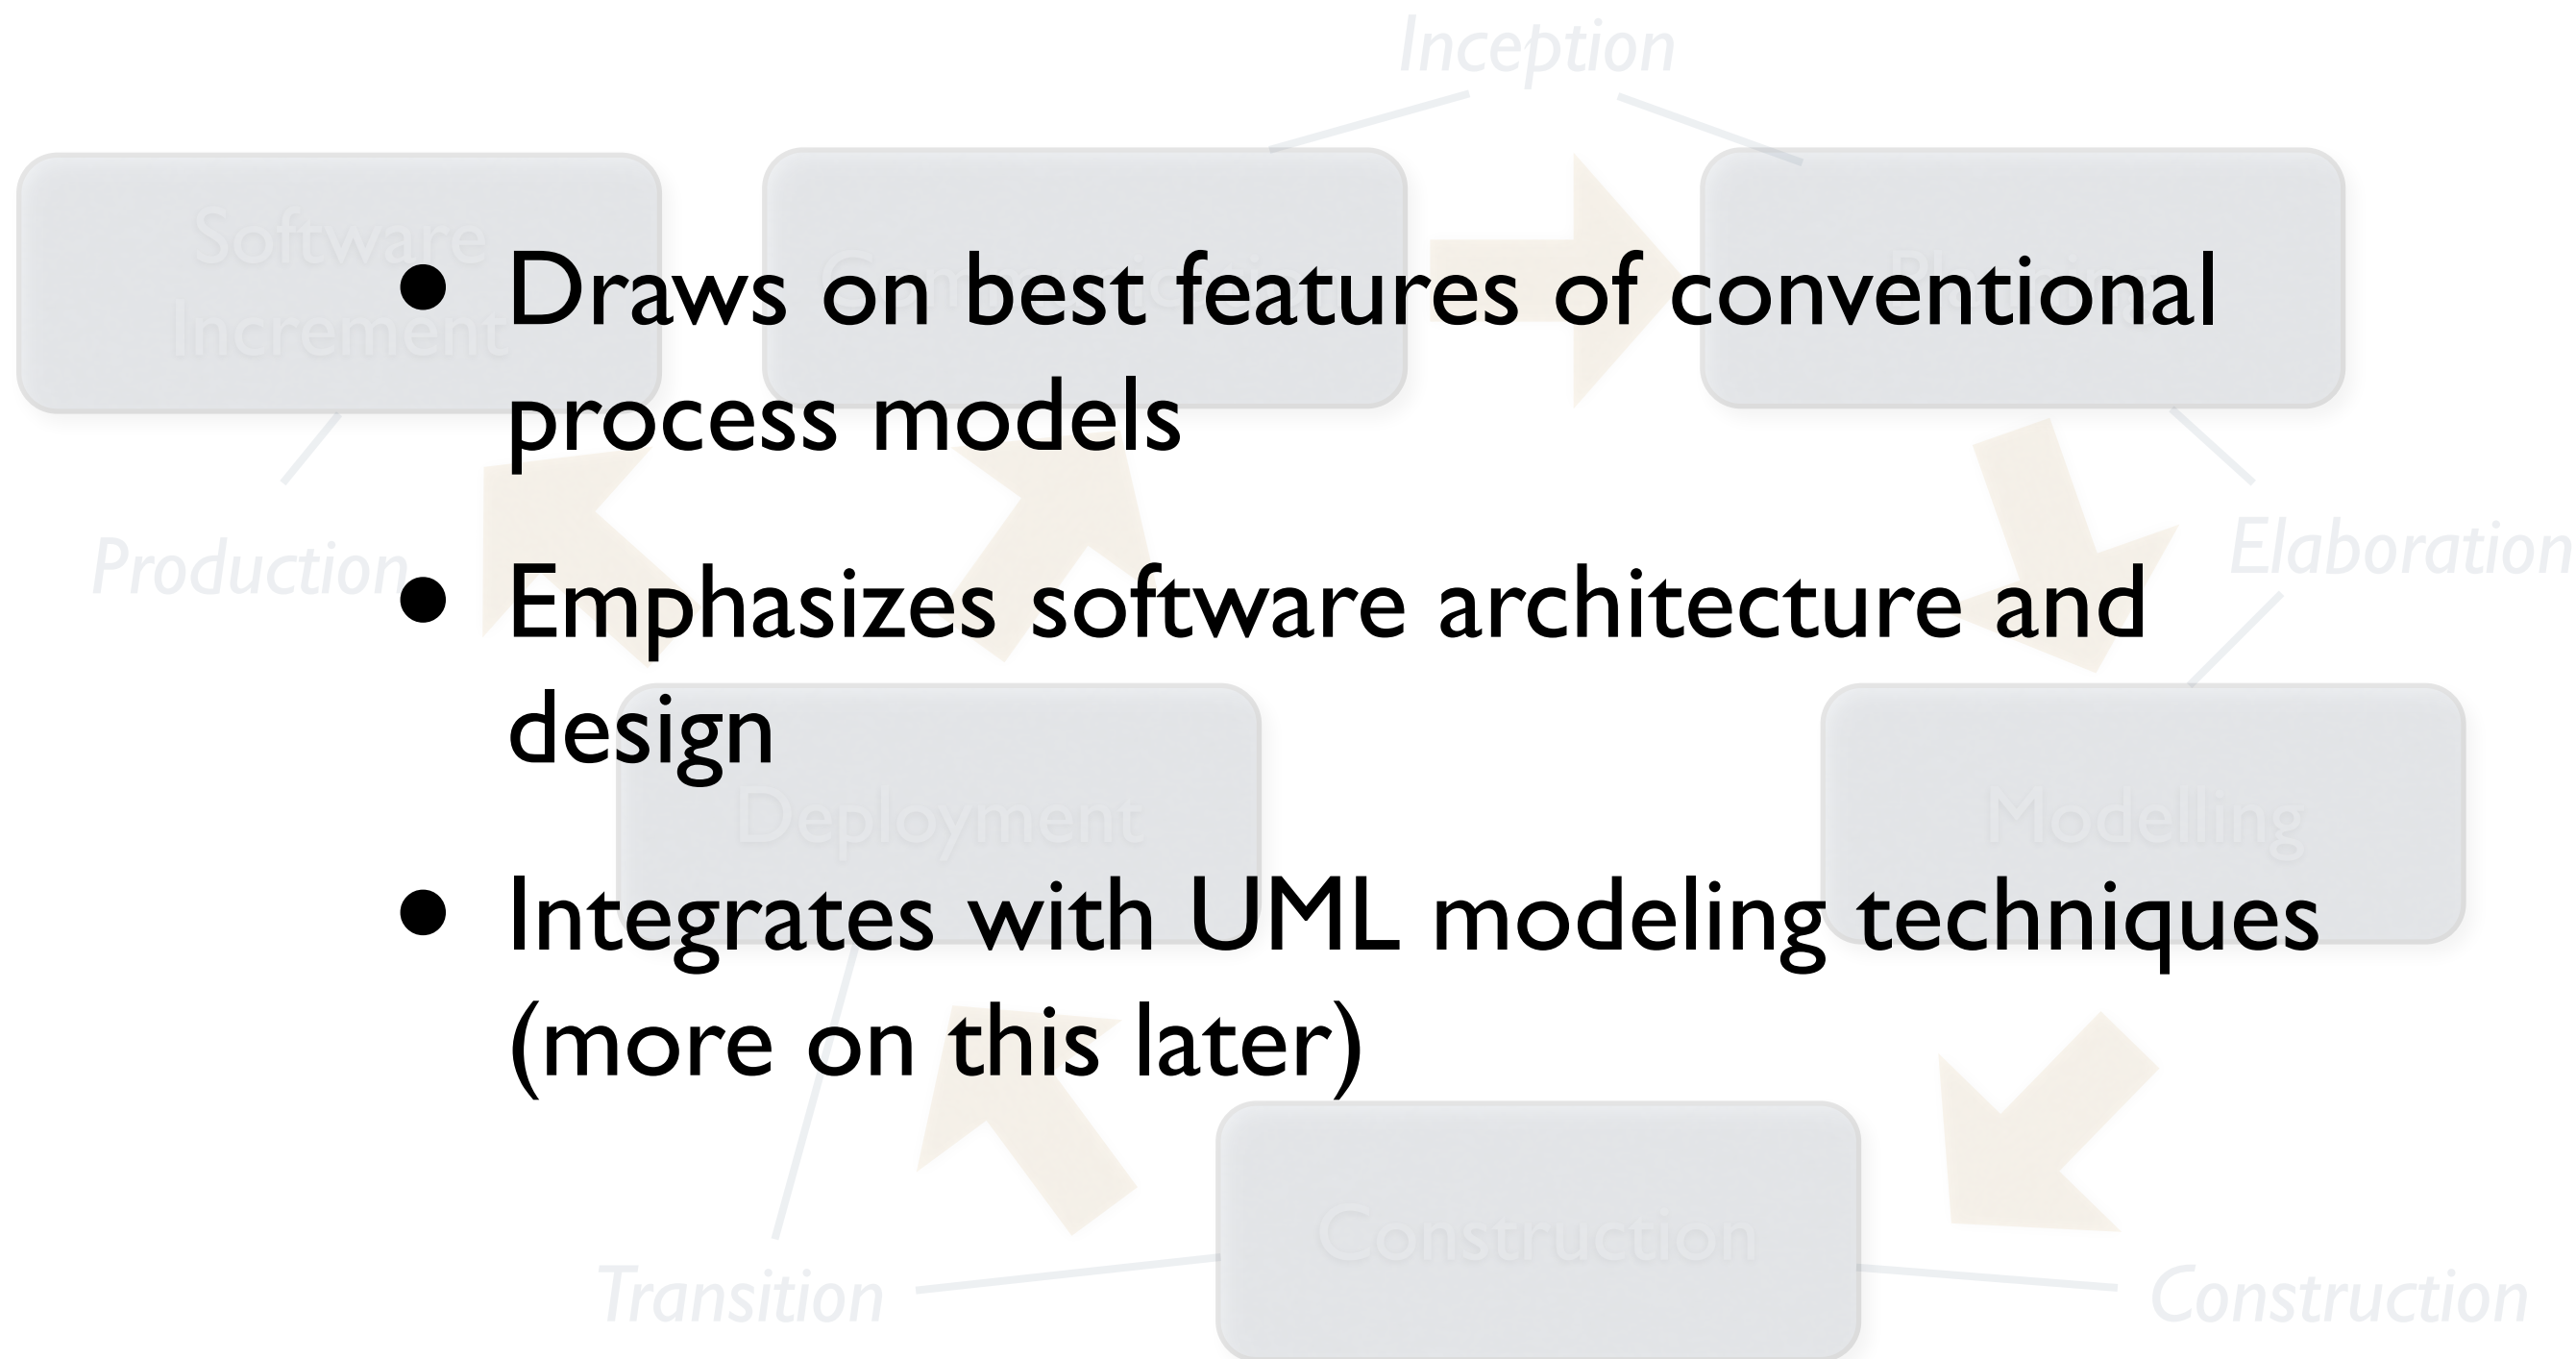 Inception
Software
Increment
Planning
• Draws on best features of conventional
process models
Production
Elaboration
• Emphasizes software architecture and
design
Deployment
Modelling
• Integrates with UML modeling techniques
(more on this later)
Construction
Transition
Construction